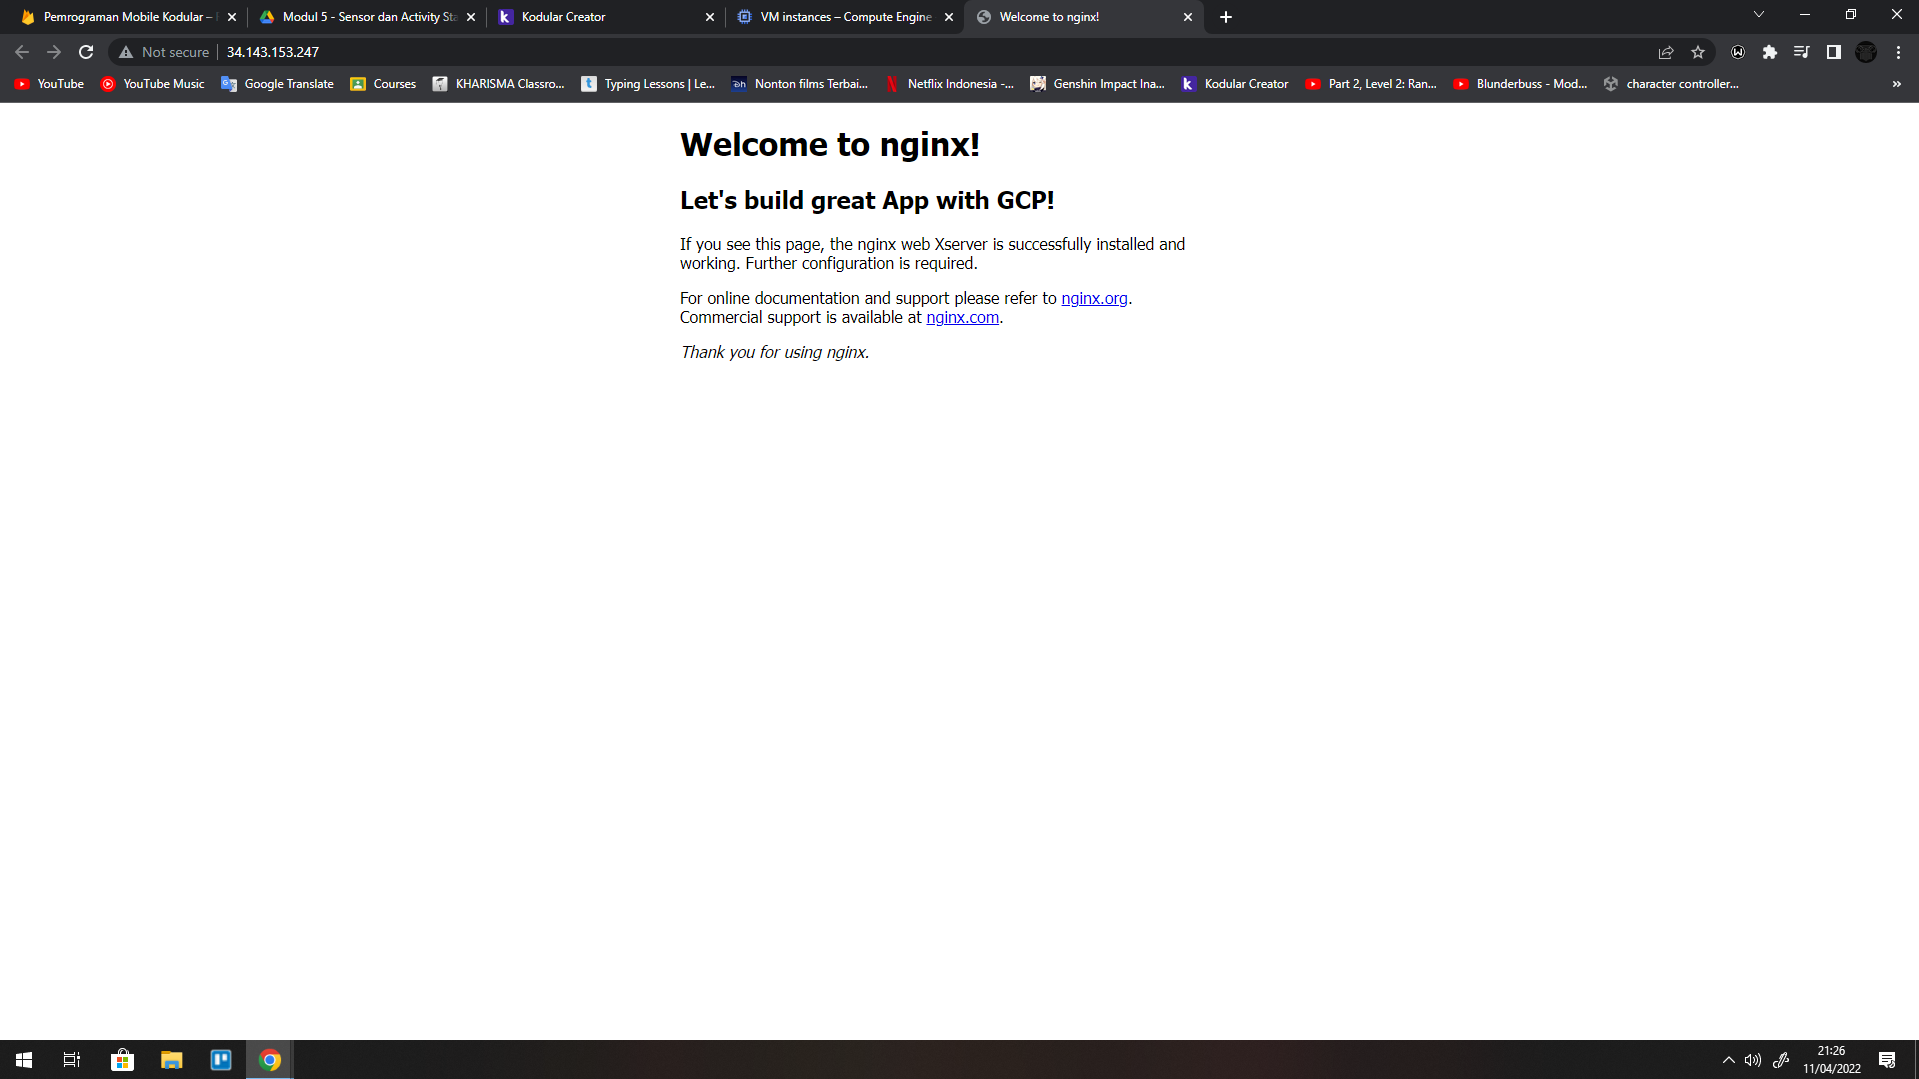 Pemrograman Mobile Kodular –
Modul 5 - Sensor dan Activity Sta
Kodular Creator
VM instances – Compute Engine
Welcome to nginx!
Not secure
34.143.153.247
YouTube
YouTube Music
Google Translate
Courses
KHARISMA Classro...
Typing Lessons | Le...
Nonton films Terbai...
Netflix Indonesia -...
Genshin Impact Ina...
Kodular Creator
Part 2, Level 2: Ran...
Blunderbuss - Mod...
character controller...
Welcome to nginx!
Let's build great App with GCP!
If you see this page, the nginx web Xserver is successfully installed and
working. Further configuration is required.
For online documentation and support please refer to nginx.org.
Commercial support is available at nginx.com.
Thank you for using nginx.
21:26
11/04/2022